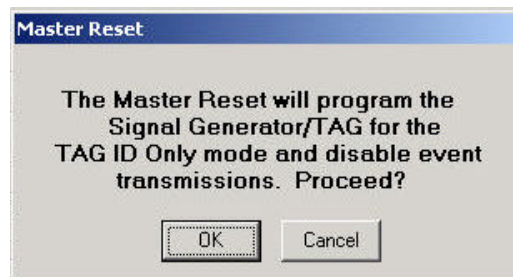 Master Reset
The Master Reset will program the
Signal Generator/TAG for the
TAG ID Only mode and disable event
transmissions. Proceed?
OK Cancel